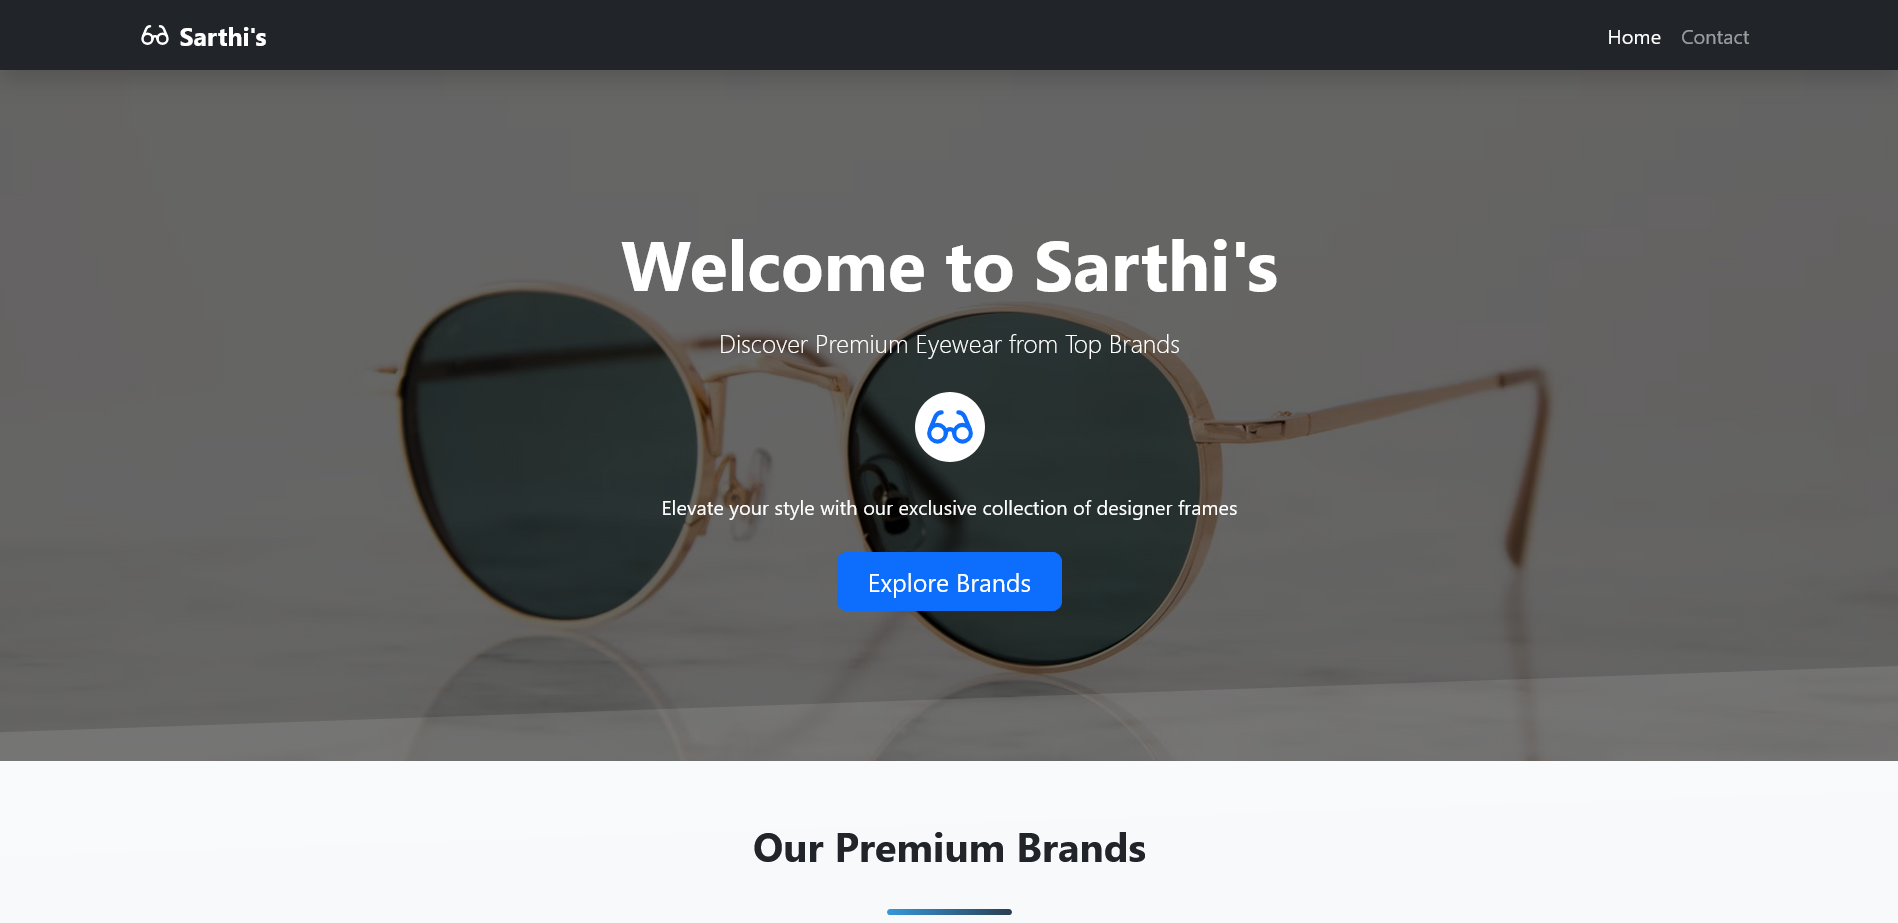 Sarthi's
Home
Contact
Welcome to Sarthi's
Discover Premium Eyewear from Top Brands
Elevate your style with our exclusive collection of designer frames
Explore Brands
Our Premium Brands